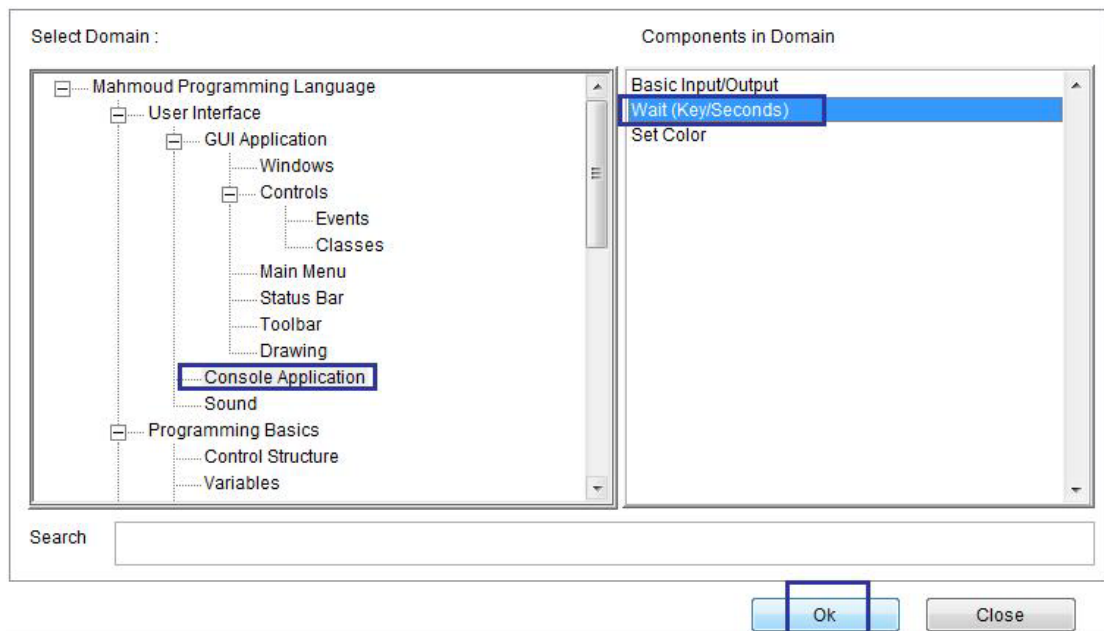 Select Domain :
Components in Domain
Mahmoud Programming Language
User Interface
GUI Application
Windows
Controls
Events
Classes
Main Menu
Status Bar
Toolbar
Drawing
Console Application
Sound
Programming Basics
Control Structure
Variables
Basic Input/Output
Wait (Key/Seconds)
Set Color
Search
Ok
Close